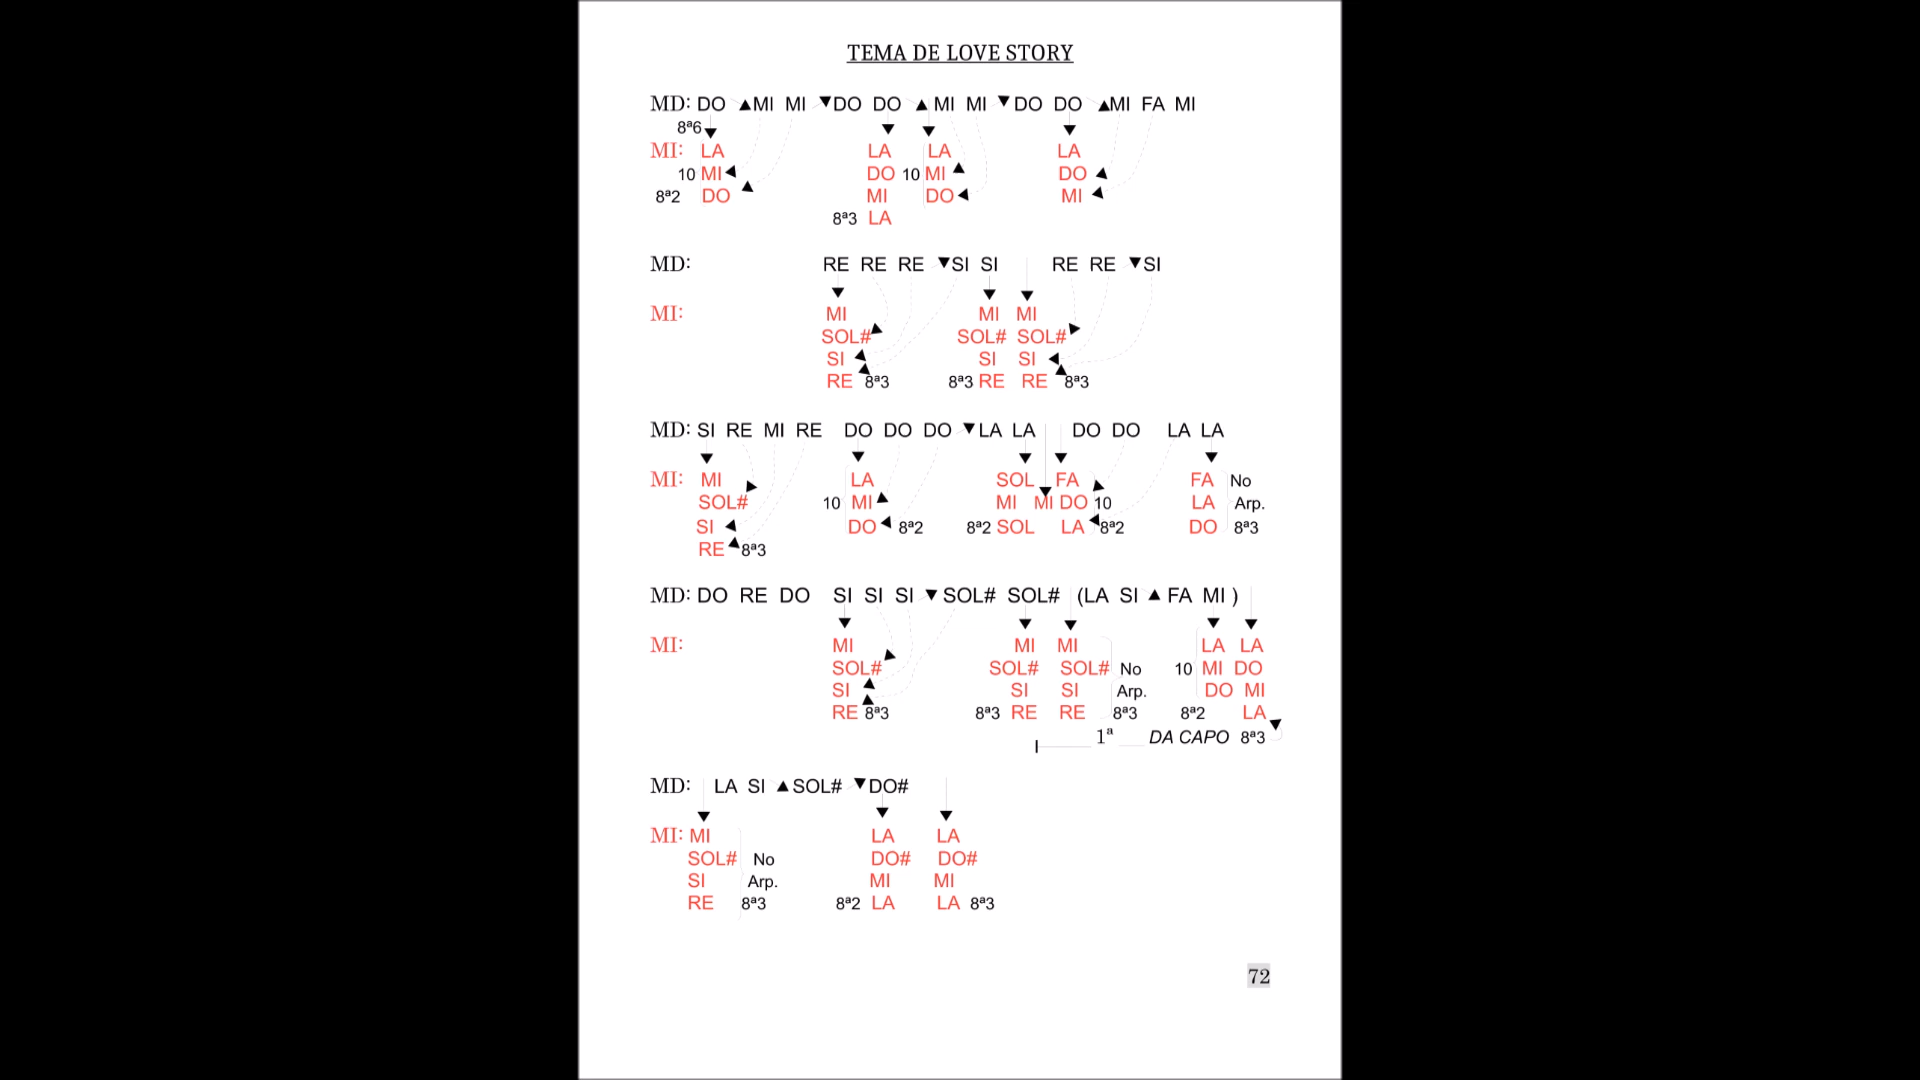 TEMA DE LOVE STORY
MD: DO ▲MI MI ▼DO DO ▲MI MI ▼DO DO ▲MI FA MI
8ª6
MI: LA LA LA LA
10 MI DO 10 MI DO
8ª2 DO MI DO MI
8ª3 LA
MD: RE RE RE ▼SI SI RE RE ▼SI
MI: MI MI MI
SOL# SOL# SOL#
SI SI SI
RE 8ª3 8ª3 RE RE 8ª3
MD: SI RE MI RE DO DO DO ▼LA LA DO DO LA LA
MI: MI LA SOL FA FA No
SOL# 10 MI MI MI DO 10 LA Arp.
SI DO 8ª2 8ª2 SOL LA 8ª2 DO 8ª3
RE 8ª3
MD: DO RE DO SI SI SI ▼SOL# SOL# (LA SI ▲FA MI )
MI: MI MI MI LA LA
SOL# SOL# SOL# No 10 MI DO
SI SI SI Arp. DO MI
RE 8ª3 8ª3 RE RE 8ª3 8ª2 LA
1ª DA CAPO 8ª3
MD: LA SI ▲SOL# ▼DO#
MI: MI LA LA
SOL# No DO# DO#
SI Arp. MI MI
RE 8ª3 8ª2 LA LA 8ª3
72